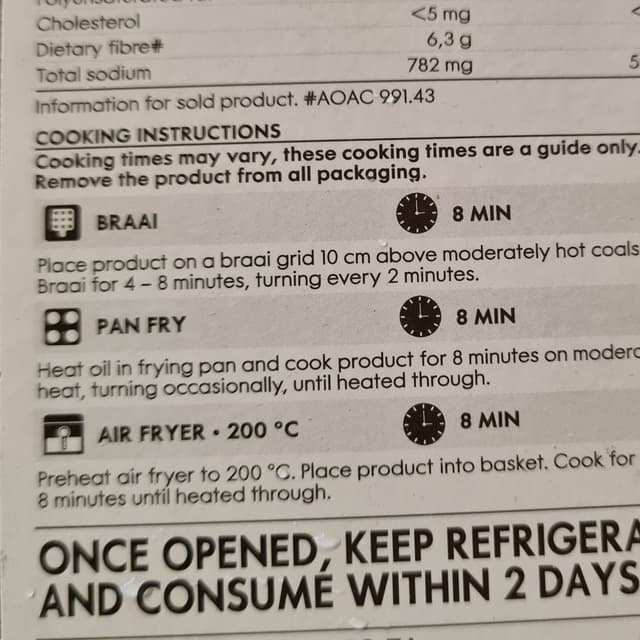 Cholesterol <5 mg
Dietary fibre# 6,3 g
Total sodium 782 mg 5
Information for sold product. #AOAC 991.43
COOKING INSTRUCTIONS
Cooking times may vary, these cooking times are a guide only.
Remove the product from all packaging.
BRAAI 8 MIN
Place product on a braai grid 10 cm above moderately hot coals
Braai for 4 – 8 minutes, turning every 2 minutes.
PAN FRY 8 MIN
Heat oil in frying pan and cook product for 8 minutes on modera
heat, turning occasionally, until heated through.
AIR FRYER • 200 °C 8 MIN
Preheat air fryer to 200 °C. Place product into basket. Cook for
8 minutes until heated through.
ONCE OPENED, KEEP REFRIGERA
AND CONSUME WITHIN 2 DAYS